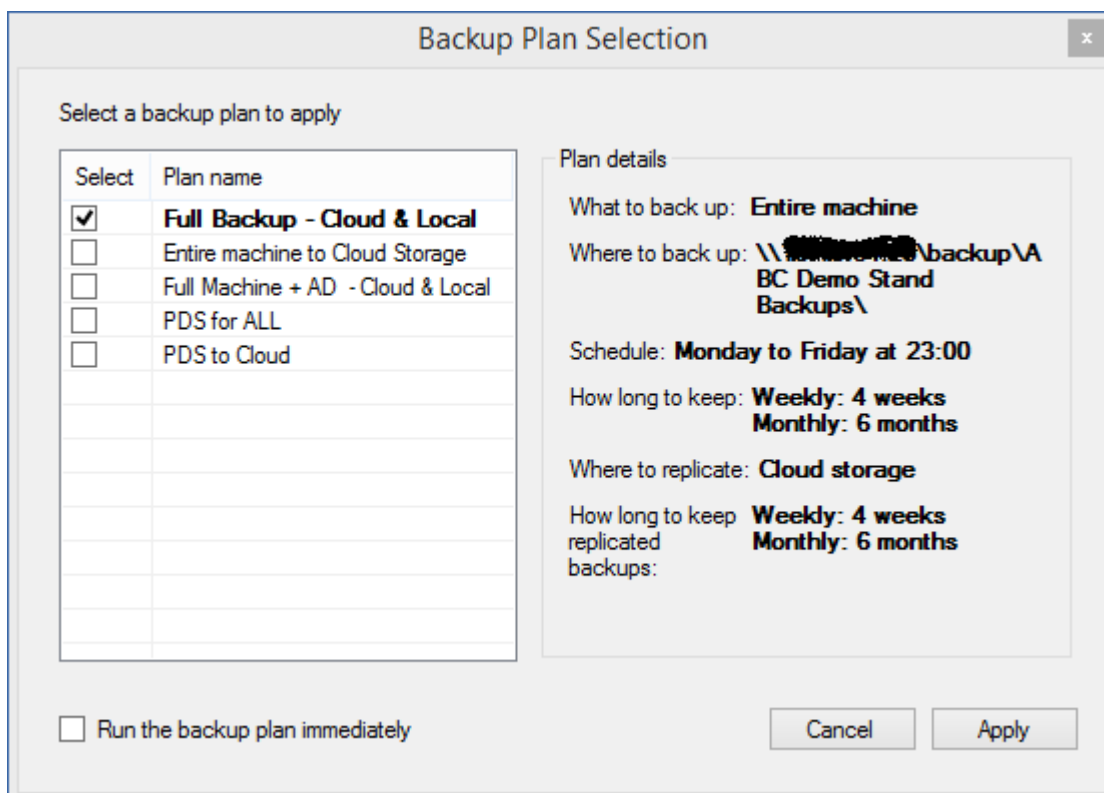 Backup Plan Selection
x
Select a backup plan to apply
Select Plan name
Full Backup - Cloud & Local
Entire machine to Cloud Storage
Full Machine + AD - Cloud & Local
PDS for ALL
PDS to Cloud
Plan details
What to back up: Entire machine
Where to back up: \\ \backup\A
BC Demo Stand
Backups\
Schedule: Monday to Friday at 23:00
How long to keep: Weekly: 4 weeks
Monthly: 6 months
Where to replicate: Cloud storage
How long to keep Weekly: 4 weeks
replicated Monthly: 6 months
backups:
Run the backup plan immediately
Cancel Apply